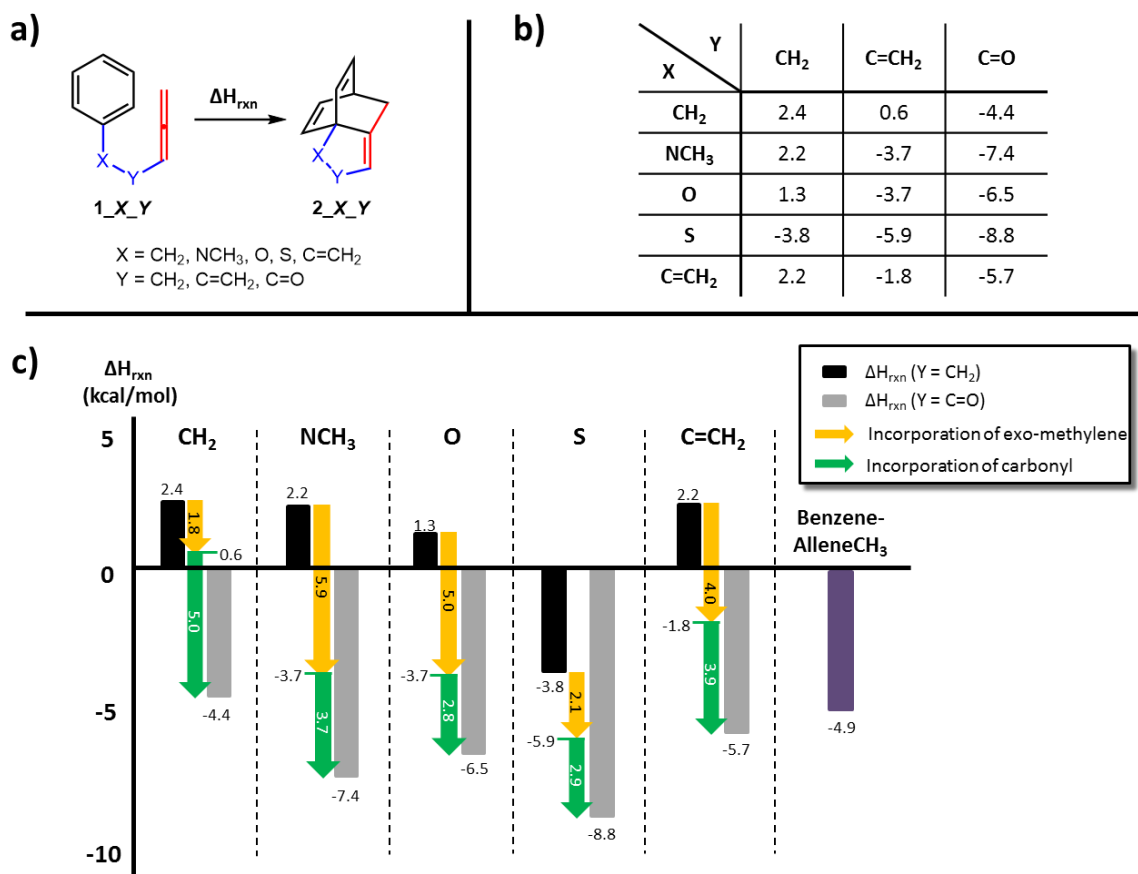 a)
X
Y
ΔHrxn
X
Y
1_X_Y
2_X_Y
X = CH₂, NCH₃, O, S, C=CH₂
Y = CH₂, C=CH₂, C=O
b)
Y
X
CH₂ C=CH₂ C=O
CH₂ 2.4 0.6 -4.4
NCH₃ 2.2 -3.7 -7.4
O 1.3 -3.7 -6.5
S -3.8 -5.9 -8.8
C=CH₂ 2.2 -1.8 -5.7
c)
ΔHrxn
(kcal/mol)
ΔHrxn (Y = CH₂)
ΔHrxn (Y = C=O)
Incorporation of exo-methylene
Incorporation of carbonyl
5
0
-5
-10
CH₂
2.4
1.8
0.6
5.0
-4.4
NCH₃
2.2
5.9
-3.7
3.7
-7.4
O
1.3
5.0
-3.7
2.8
-6.5
S
-3.8
2.1
-5.9
2.9
-8.8
C=CH₂
2.2
4.0
-1.8
3.9
-5.7
Benzene-
AlleneCH₃
-4.9